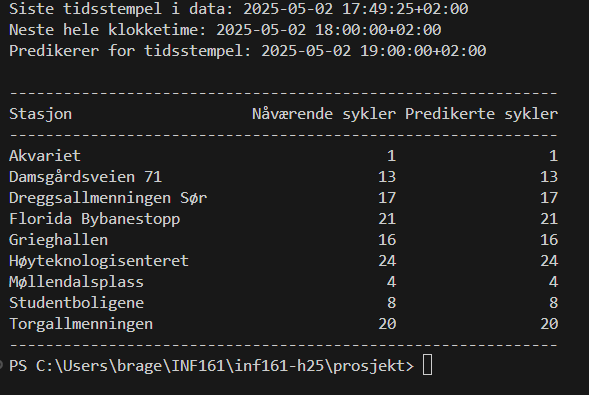 Siste tidsstempel i data: 2025-05-02 17:49:25+02:00
Neste hele klokketime: 2025-05-02 18:00:00+02:00
Predikerer for tidsstempel: 2025-05-02 19:00:00+02:00
-------------------------------------------------------------
Stasjon Nåværende sykler Predikerte sykler
-------------------------------------------------------------
Akvariet 1 1
Damsgårdsveien 71 13 13
Dreggsallmenningen Sør 17 17
Florida Bybanestopp 21 21
Grieghallen 16 16
Høyteknologisenteret 24 24
Møllendalsplass 4 4
Studentboligene 8 8
Torgallmenningen 20 20
-------------------------------------------------------------
PS C:\Users\brage\INF161\inf161-h25\prosjekt>